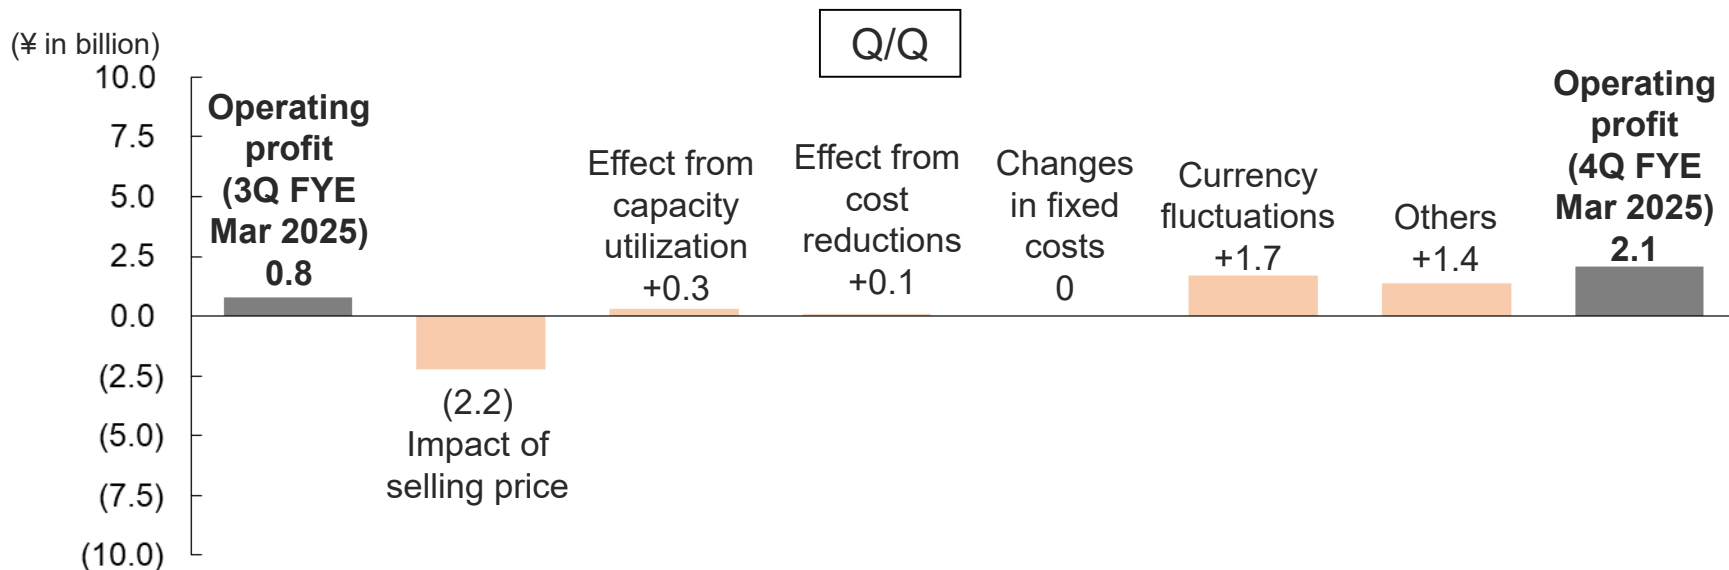 (¥ in billion)
Q/Q
10.0
7.5
5.0
2.5
0.0
(2.5)
(5.0)
(7.5)
(10.0)
Operating
profit
(3Q FYE
Mar 2025)
0.8
(2.2)
Impact of
selling price
Effect from
capacity
utilization
+0.3
Effect from
cost
reductions
+0.1
Changes
in fixed
costs
0
Currency
fluctuations
+1.7
Others
+1.4
Operating
profit
(4Q FYE
Mar 2025)
2.1